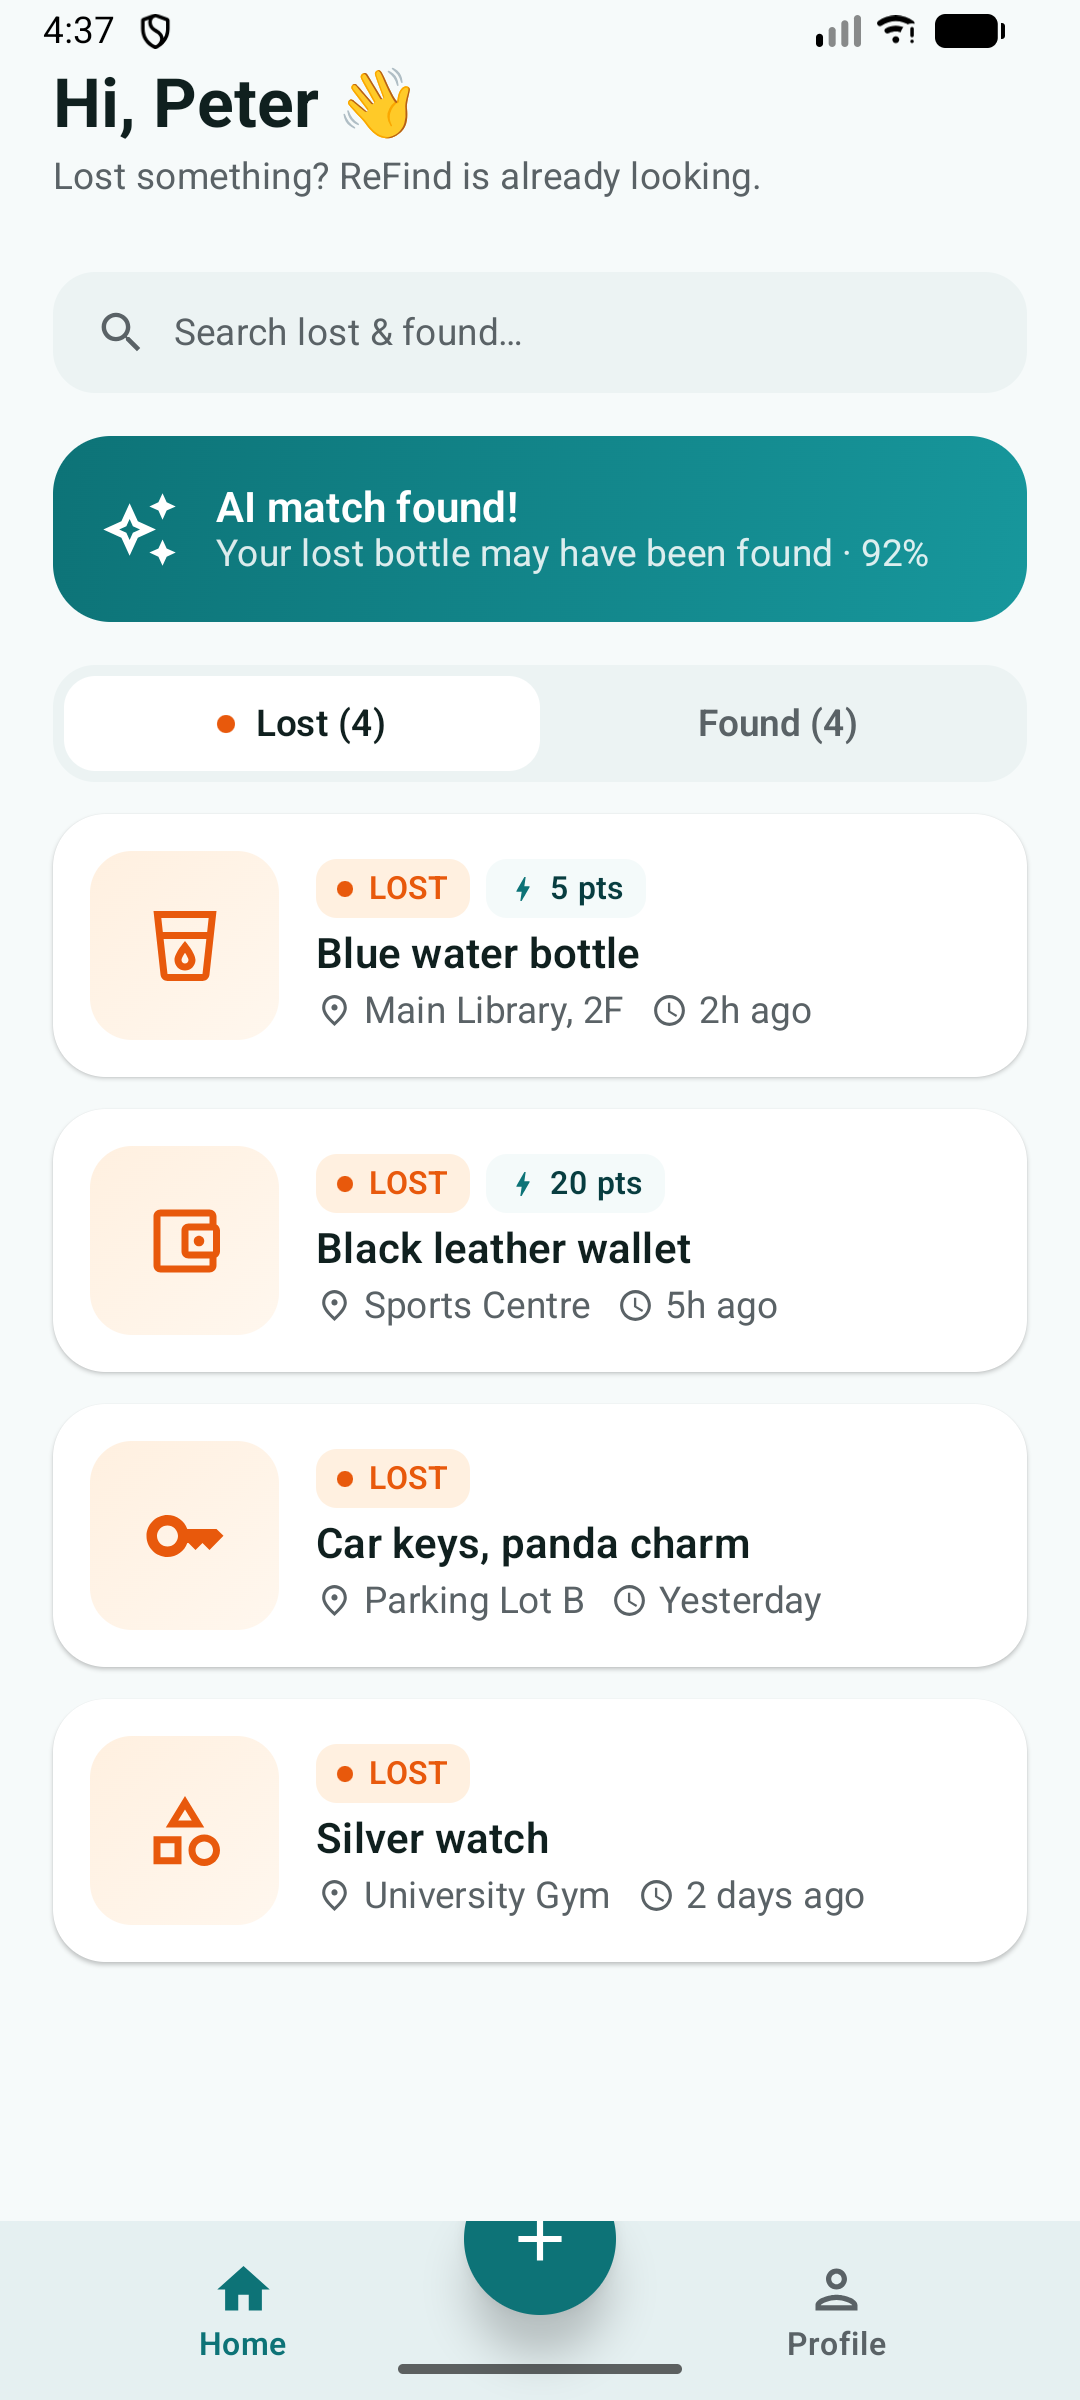 4:37
Hi, Peter 👋
Lost something? ReFind is already looking.
Search lost & found...
AI match found!
Your lost bottle may have been found · 92%
Lost (4) Found (4)
LOST 5 pts
Blue water bottle
Main Library, 2F 2h ago
LOST 20 pts
Black leather wallet
Sports Centre 5h ago
LOST
Car keys, panda charm
Parking Lot B Yesterday
LOST
Silver watch
University Gym 2 days ago
Home Profile